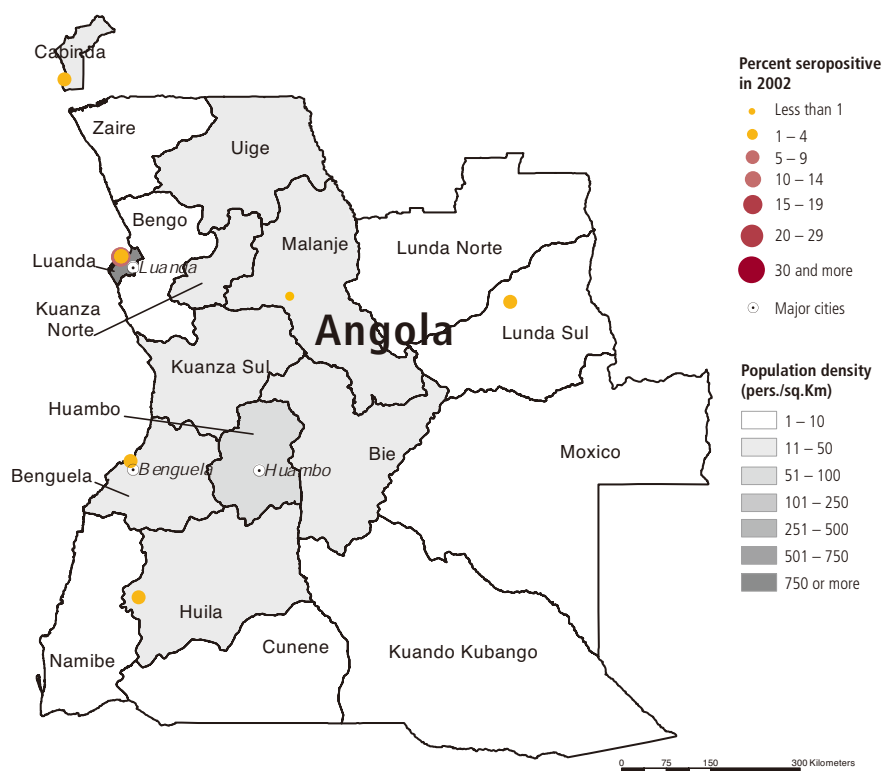 Cabinda
Zaire
Uige
Bengo
Malanje
Lunda Norte
Luanda
Luanda
Kuanza
Norte
Angola
Lunda Sul
Kuanza Sul
Huambo
Bie
Moxico
Benguela
Benguela
Huambo
Huila
Cunene
Namibe
Kuando Kubango
Percent seropositive
in 2002
Less than 1
1 – 4
5 – 9
10 – 14
15 – 19
20 – 29
30 and more
Major cities
Population density
(pers./sq.Km)
1 – 10
11 – 50
51 – 100
101 – 250
251 – 500
501 – 750
750 or more
0 75 150 300 Kilometers